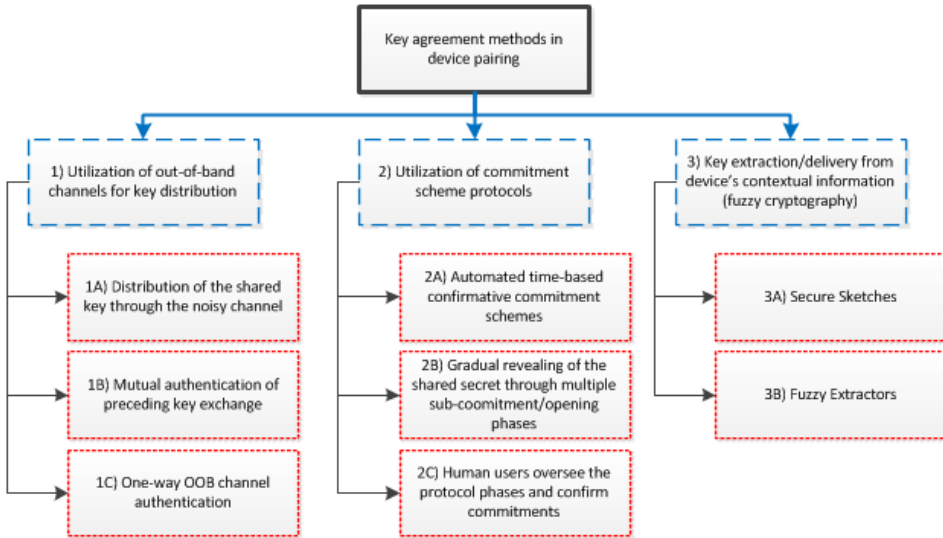 Key agreement methods in
device pairing
1) Utilization of out-of-band
channels for key distribution
2) Utilization of commitment
scheme protocols
3) Key extraction/delivery from
device's contextual information
(fuzzy cryptography)
1A) Distribution of the shared
key through the noisy channel
1B) Mutual authentication of
preceding key exchange
1C) One-way OOB channel
authentication
2A) Automated time-based
confirmative commitment
schemes
2B) Gradual revealing of the
shared secret through multiple
sub-coomitment/opening
phases
2C) Human users oversee the
protocol phases and confirm
commitments
3A) Secure Sketches
3B) Fuzzy Extractors